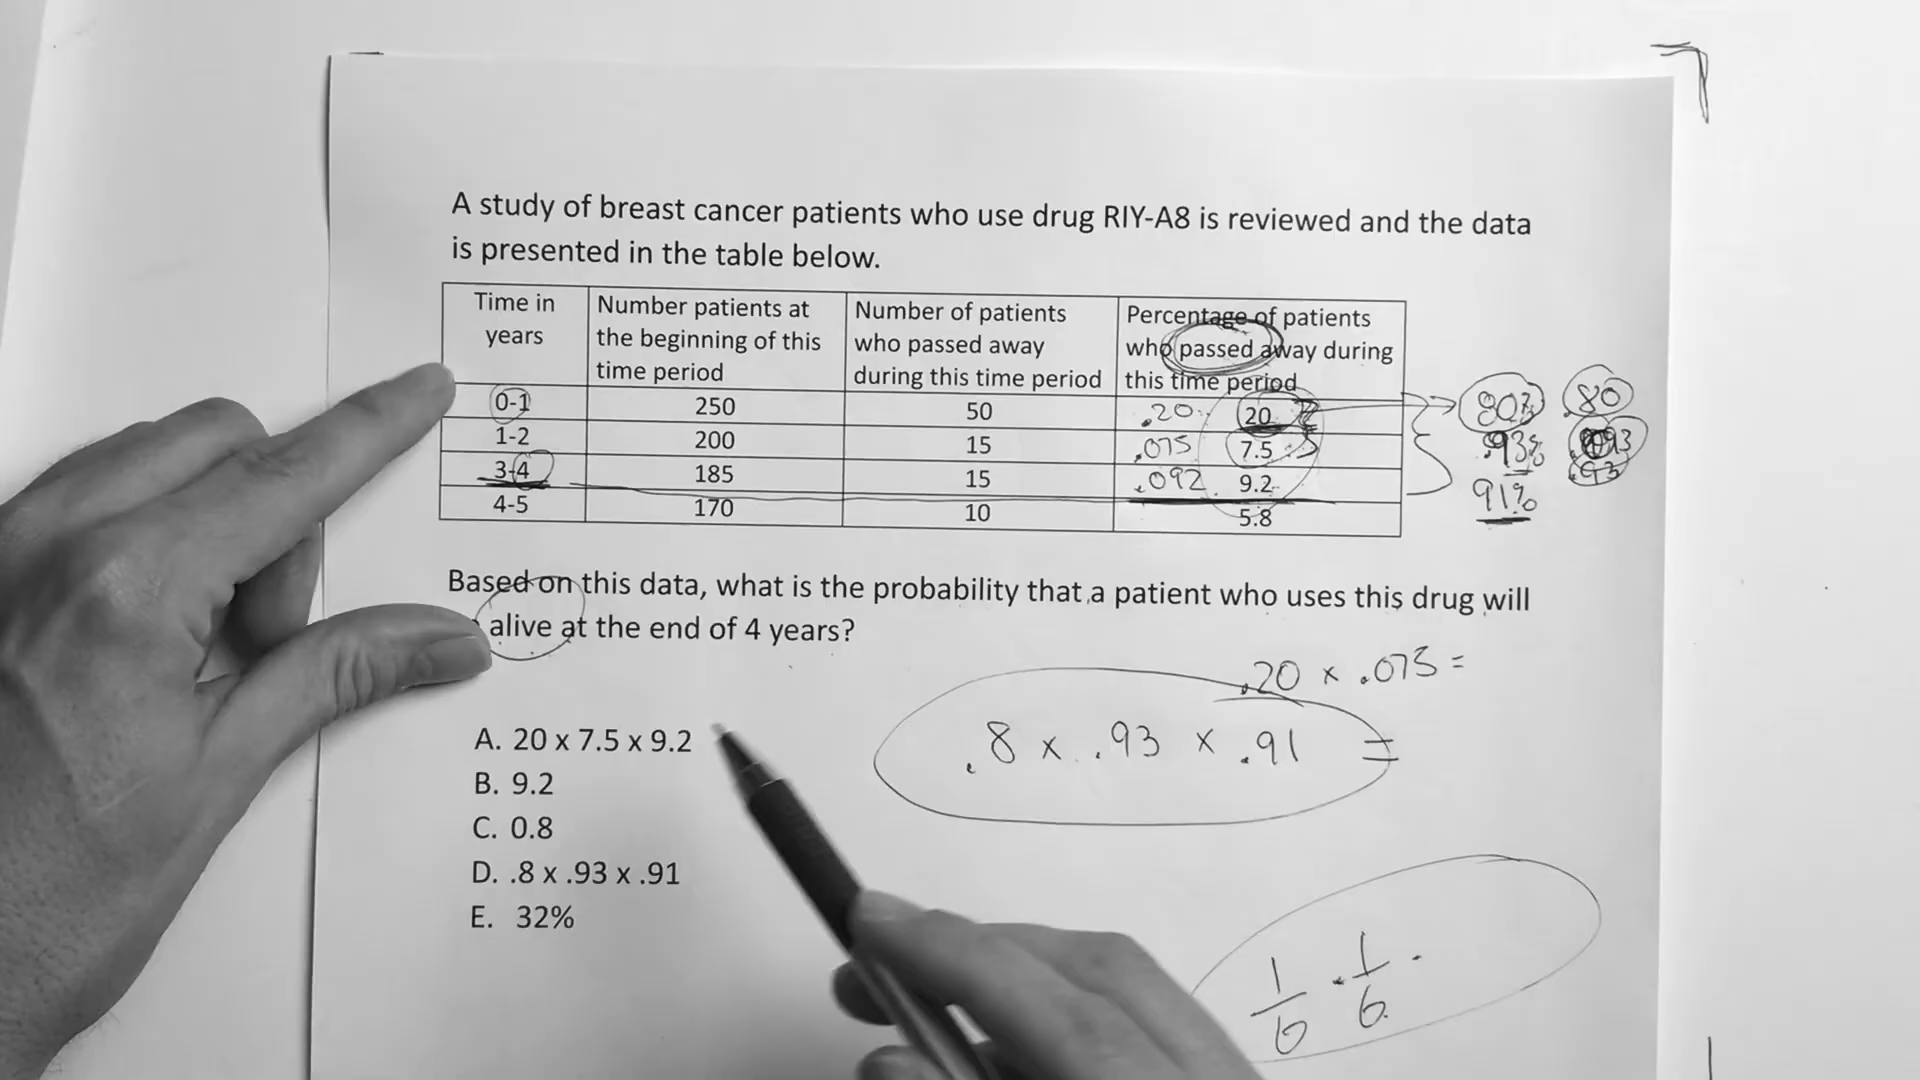 A study of breast cancer patients who use drug RIY-A8 is reviewed and the data
is presented in the table below.
Time in years Number patients at the beginning of this time period Number of patients who passed away during this time period Percentage of patients who passed away during this time period
0-1 250 50 .20 20 80% .80
1-2 200 15 .075 7.5 .93% .93
.93
3-4 185 15 .092 9.2 91%
4-5 170 10 5.8
Based on this data, what is the probability that a patient who uses this drug will
alive at the end of 4 years?
.20 x .075 =
.8 x .93 x .91 =
A. 20 x 7.5 x 9.2
B. 9.2
C. 0.8
D. .8 x .93 x .91
E. 32%
1/6 · 1/6 ·